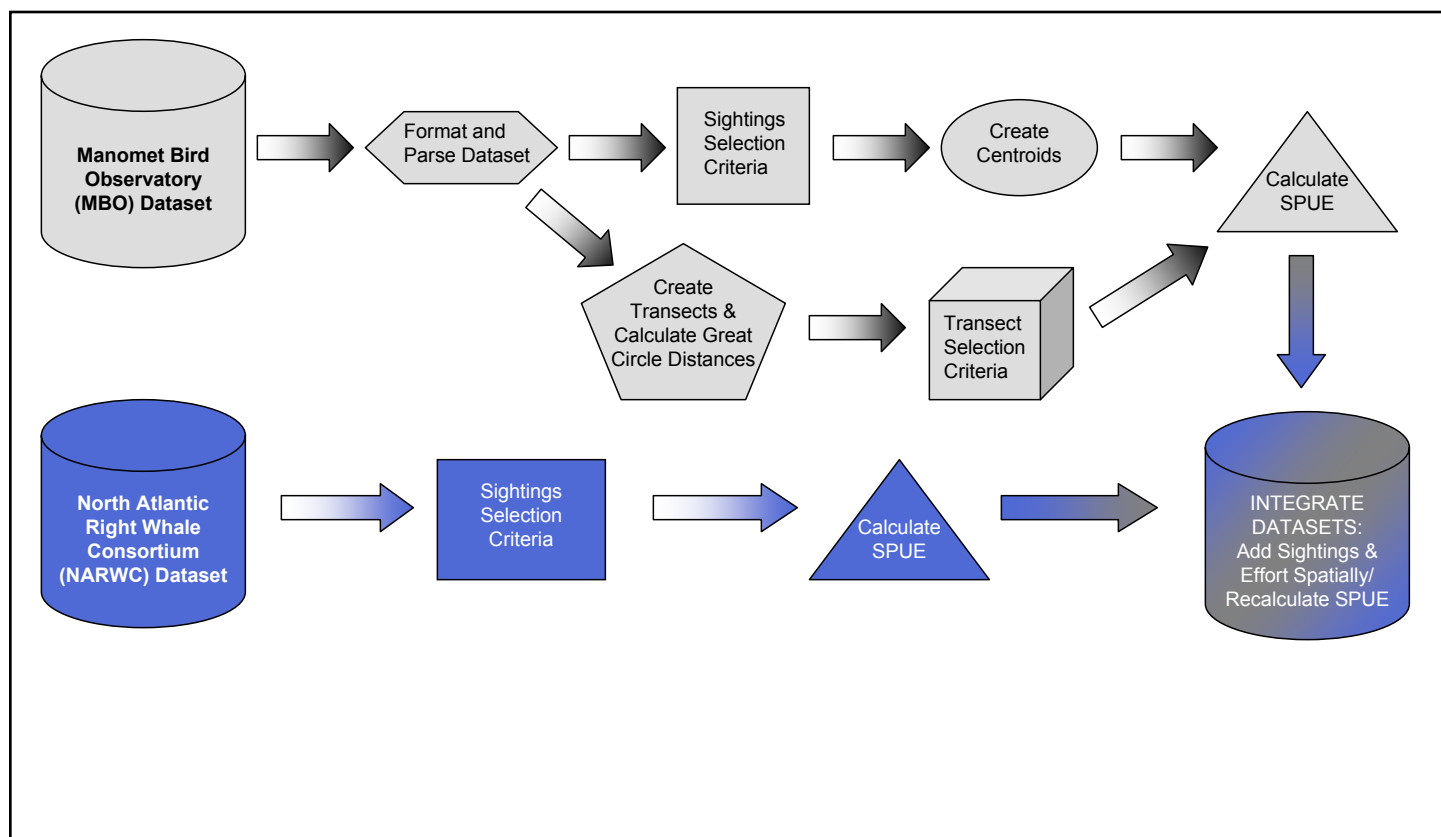 Manomet Bird
Observatory
(MBO) Dataset
Format and
Parse Dataset
Sightings
Selection
Criteria
Create
Centroids
Calculate
SPUE
Create
Transects &
Calculate Great
Circle Distances
Transect
Selection
Criteria
North Atlantic
Right Whale
Consortium
(NARWC) Dataset
Sightings
Selection
Criteria
Calculate
SPUE
INTEGRATE
DATASETS:
Add Sightings &
Effort Spatially/
Recalculate SPUE